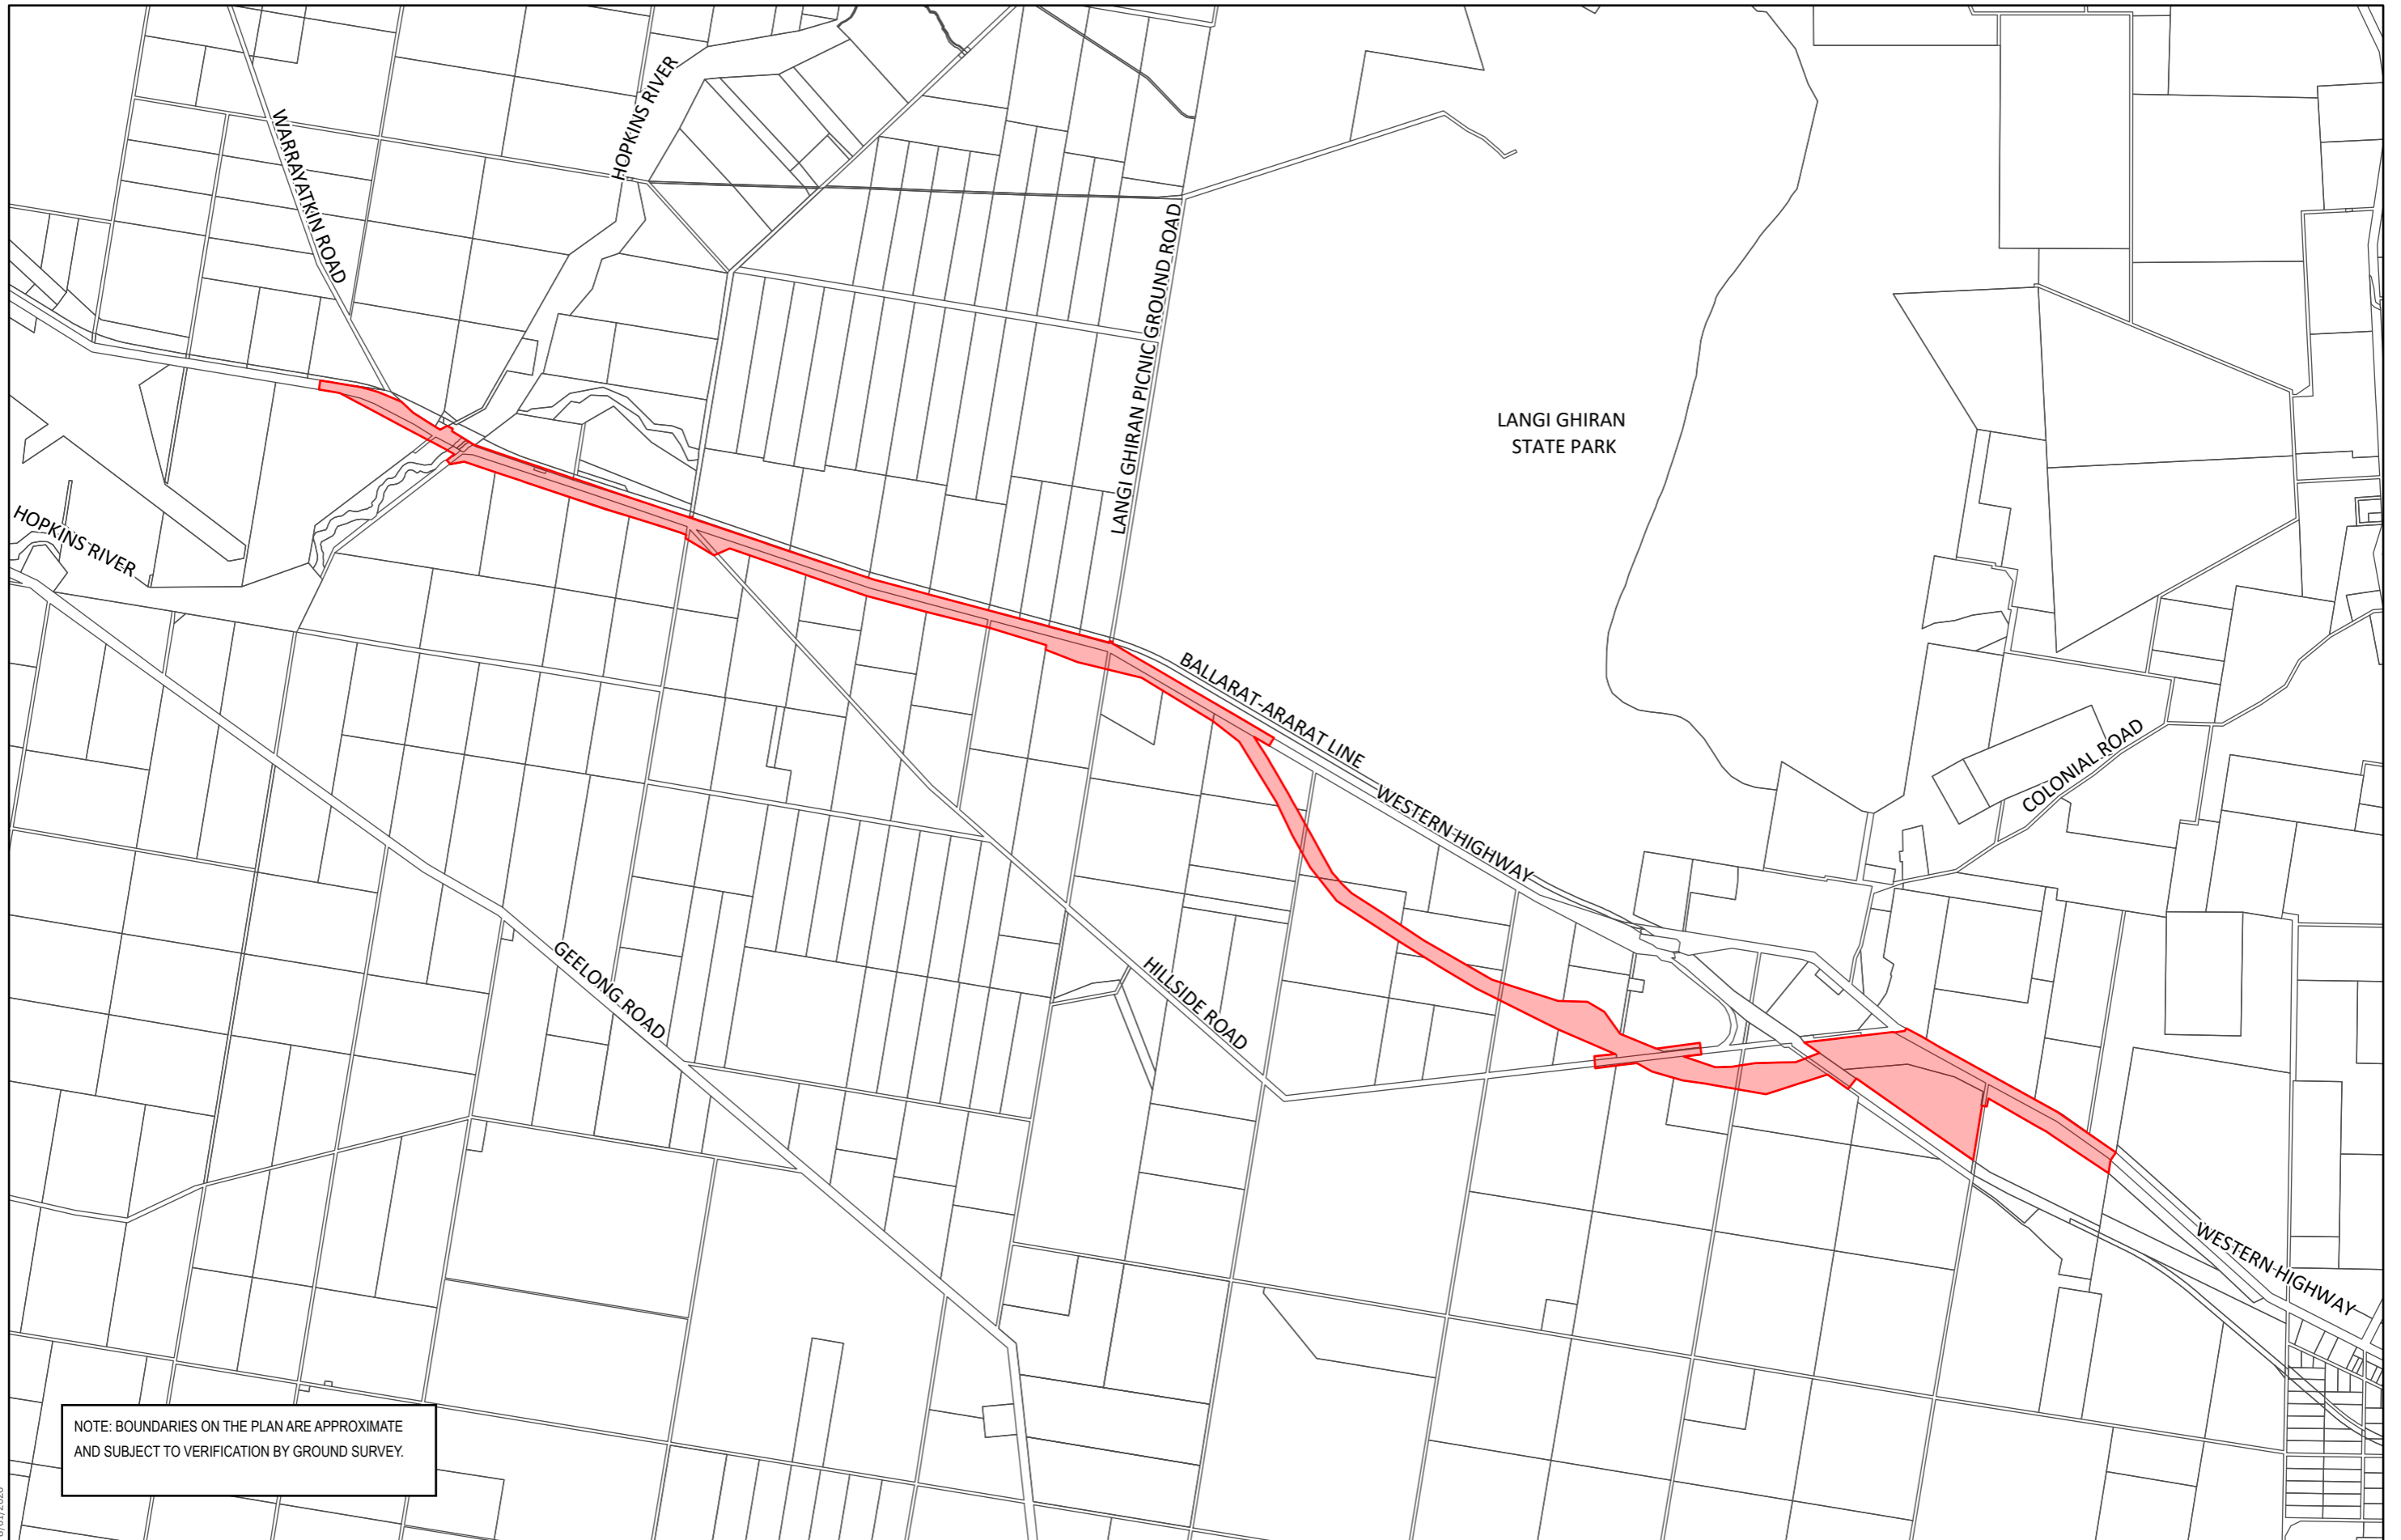 HOPKINS RIVER
WARRAYATKIN ROAD
LANGI GHIRAN PICNIC GROUND ROAD
LANGI GHIRAN
STATE PARK
HOPKINS RIVER
BALLARAT-ARARAT LINE
COLONIAL ROAD
WESTERN HIGHWAY
GEELONG ROAD
HILLSIDE ROAD
WESTERN HIGHWAY
NOTE: BOUNDARIES ON THE PLAN ARE APPROXIMATE
AND SUBJECT TO VERIFICATION BY GROUND SURVEY.